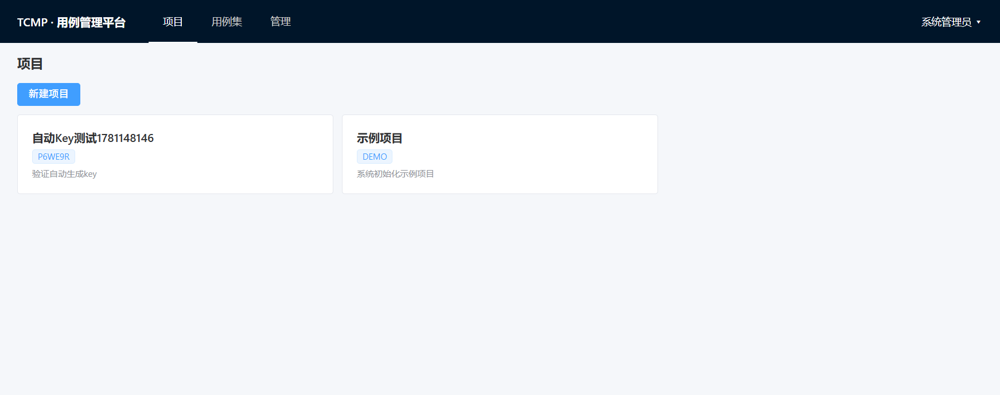 TCMP · 用例管理平台 项目 用例集 管理 系统管理员
项目
新建项目
自动Key测试1781148146
P6WE9R
验证自动生成key
示例项目
DEMO
系统初始化示例项目